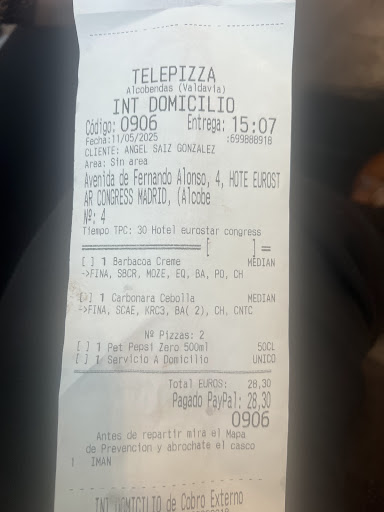 TELEPIZZA
Alcobendas (Valdavia)
INT DOMICILIO
Código: 0906 Entrega: 15:07
Fecha:11/05/2025 :699888918
CLIENTE: ANGEL SAIZ GONZALEZ
Area: Sin area
Avenida de Fernando Alonso, 4, HOTE EUROST
AR CONGRESS MADRID, (Alcobe
Nº: 4
Tiempo TPC: 30 Hotel eurostar congress
[ ] =
[ ] 1 Barbacoa Creme MEDIAN
->FINA, SBCR, MOZE, EQ, BA, PO, CH
[ ] 1 Carbonara Cebolla MEDIAN
->FINA, SCAE, KRC3, BA( 2), CH, CNTC
Nº Pizzas: 2
[ ] 1 Pet Pepsi Zero 500ml 50CL
[ ] 1 Servicio A Domicilio UNICO
Total EUROS: 28,30
Pagado PayPal: 28,30
0906
Antes de repartir mira el Mapa
de Prevencion y abrochate el casco
1 IMAN
INT DOMICILIO de Cobro Externo